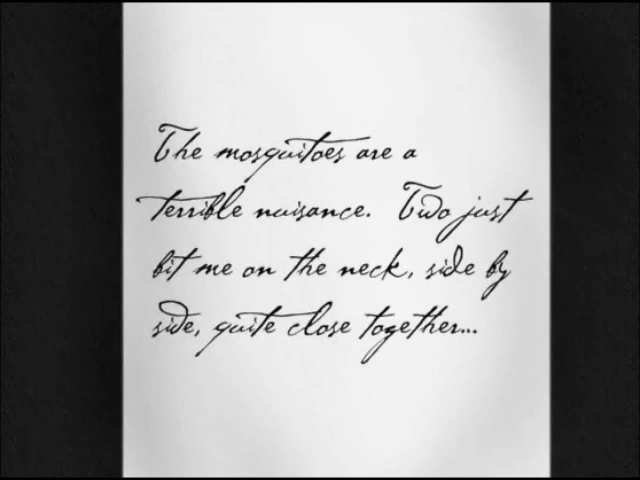 The mosquitoes are a
terrible nuisance. Two just
bit me on the neck, side by
side, quite close together...